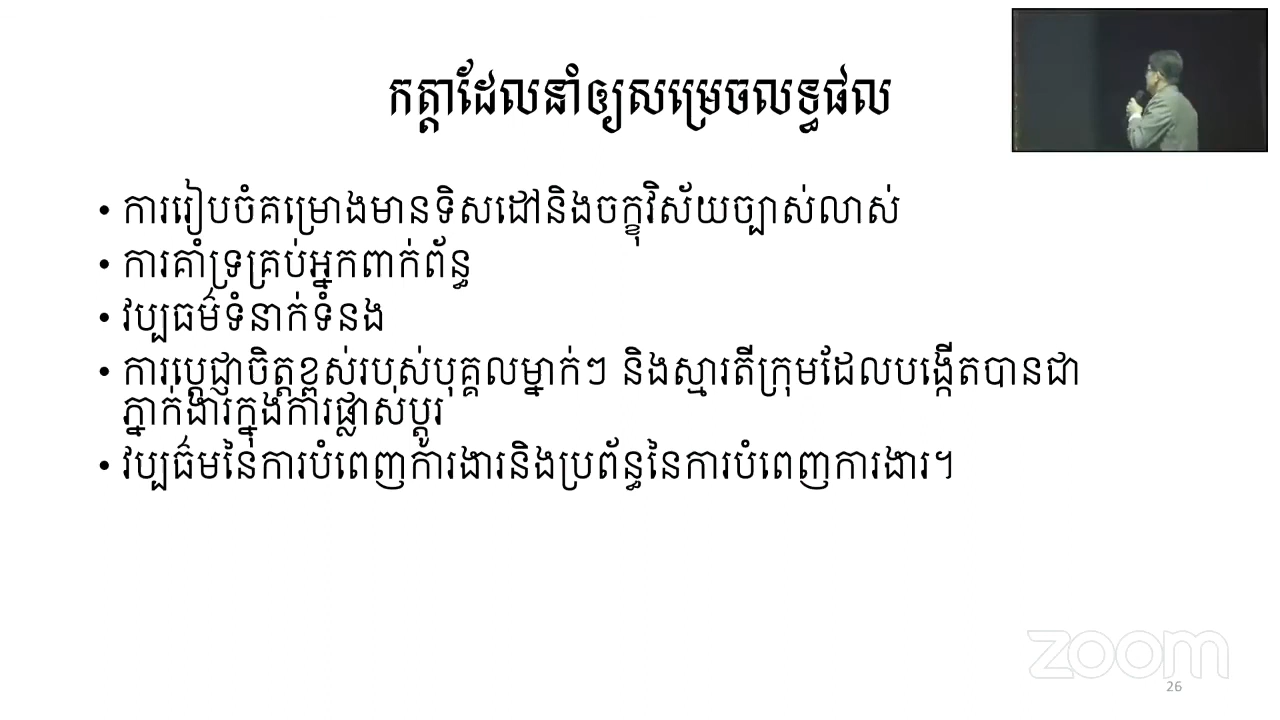 កត្តាដែលនាំឲ្យសម្រេចលទ្ធផល
• ការរៀបចំគម្រោងមានទិសដៅនិងចក្ខុវិស័យច្បាស់លាស់
• ការគាំទ្រគ្រប់អ្នកពាក់ព័ន្ធ
• វប្បធម៌ទំនាក់ទំនង
• ការប្តេជ្ញាចិត្តខ្ពស់របស់បុគ្គលម្នាក់ៗ និងស្មារតីក្រុមដែលបង្កើតបានជា
ភ្នាក់ងារក្នុងការផ្លាស់ប្តូរ
• វប្បធ៌មនៃការបំពេញការងារនិងប្រព័ន្ធនៃការបំពេញការងារ។
zoom
26